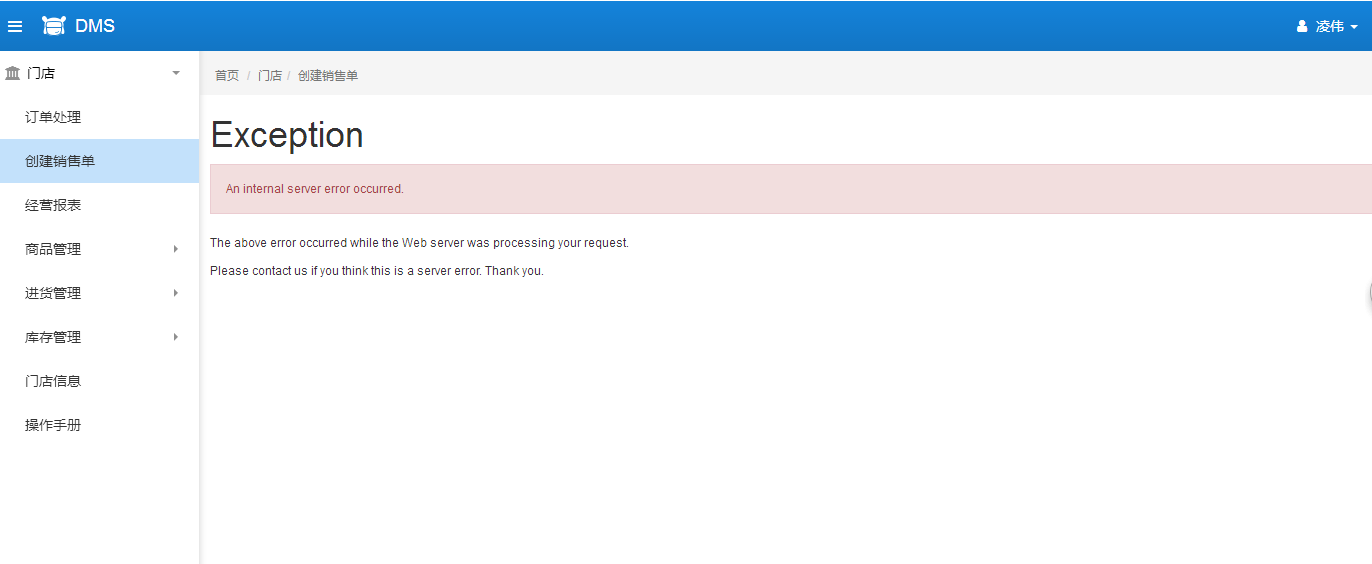 DMS
凌伟
门店
订单处理
创建销售单
经营报表
商品管理
进货管理
库存管理
门店信息
操作手册
首页 / 门店 / 创建销售单
Exception
An internal server error occurred.
The above error occurred while the Web server was processing your request.
Please contact us if you think this is a server error. Thank you.